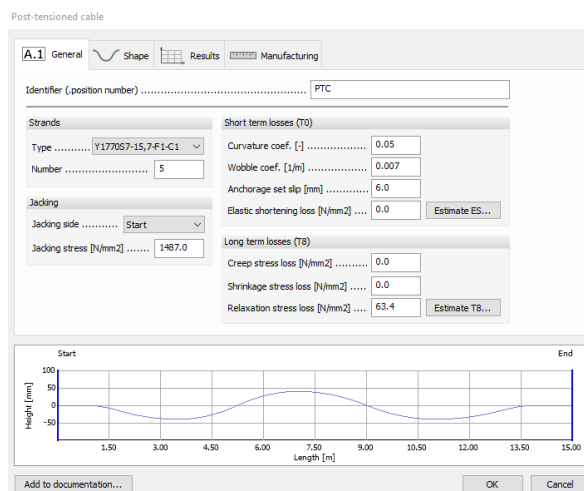 Post-tensioned cable
A.1 General Shape Results Manufacturing
Identifier (.position number) .................................................. PTC
Strands
Type ........... Y1770S7-15,7-F1-C1
Number ......................... 5
Jacking
Jacking side ........... Start
Jacking stress [N/mm2] ....... 1487.0
Short term losses (T0)
Curvature coef. [-] .................. 0.05
Wobble coef. [1/m] .................. 0.007
Anchorage set slip [mm] ............. 6.0
Elastic shortening loss [N/mm2] .... 0.0 Estimate ES...
Long term losses (T8)
Creep stress loss [N/mm2] .......... 0.0
Shrinkage stress loss [N/mm2] ..... 0.0
Relaxation stress loss [N/mm2] .... 63.4 Estimate T8...
Start End
Height [mm]
100
50
0
-50
1.50 3.00 4.50 6.00 7.50 9.00 10.50 12.00 13.50 15.00
Length [m]
Add to documentation... OK Cancel